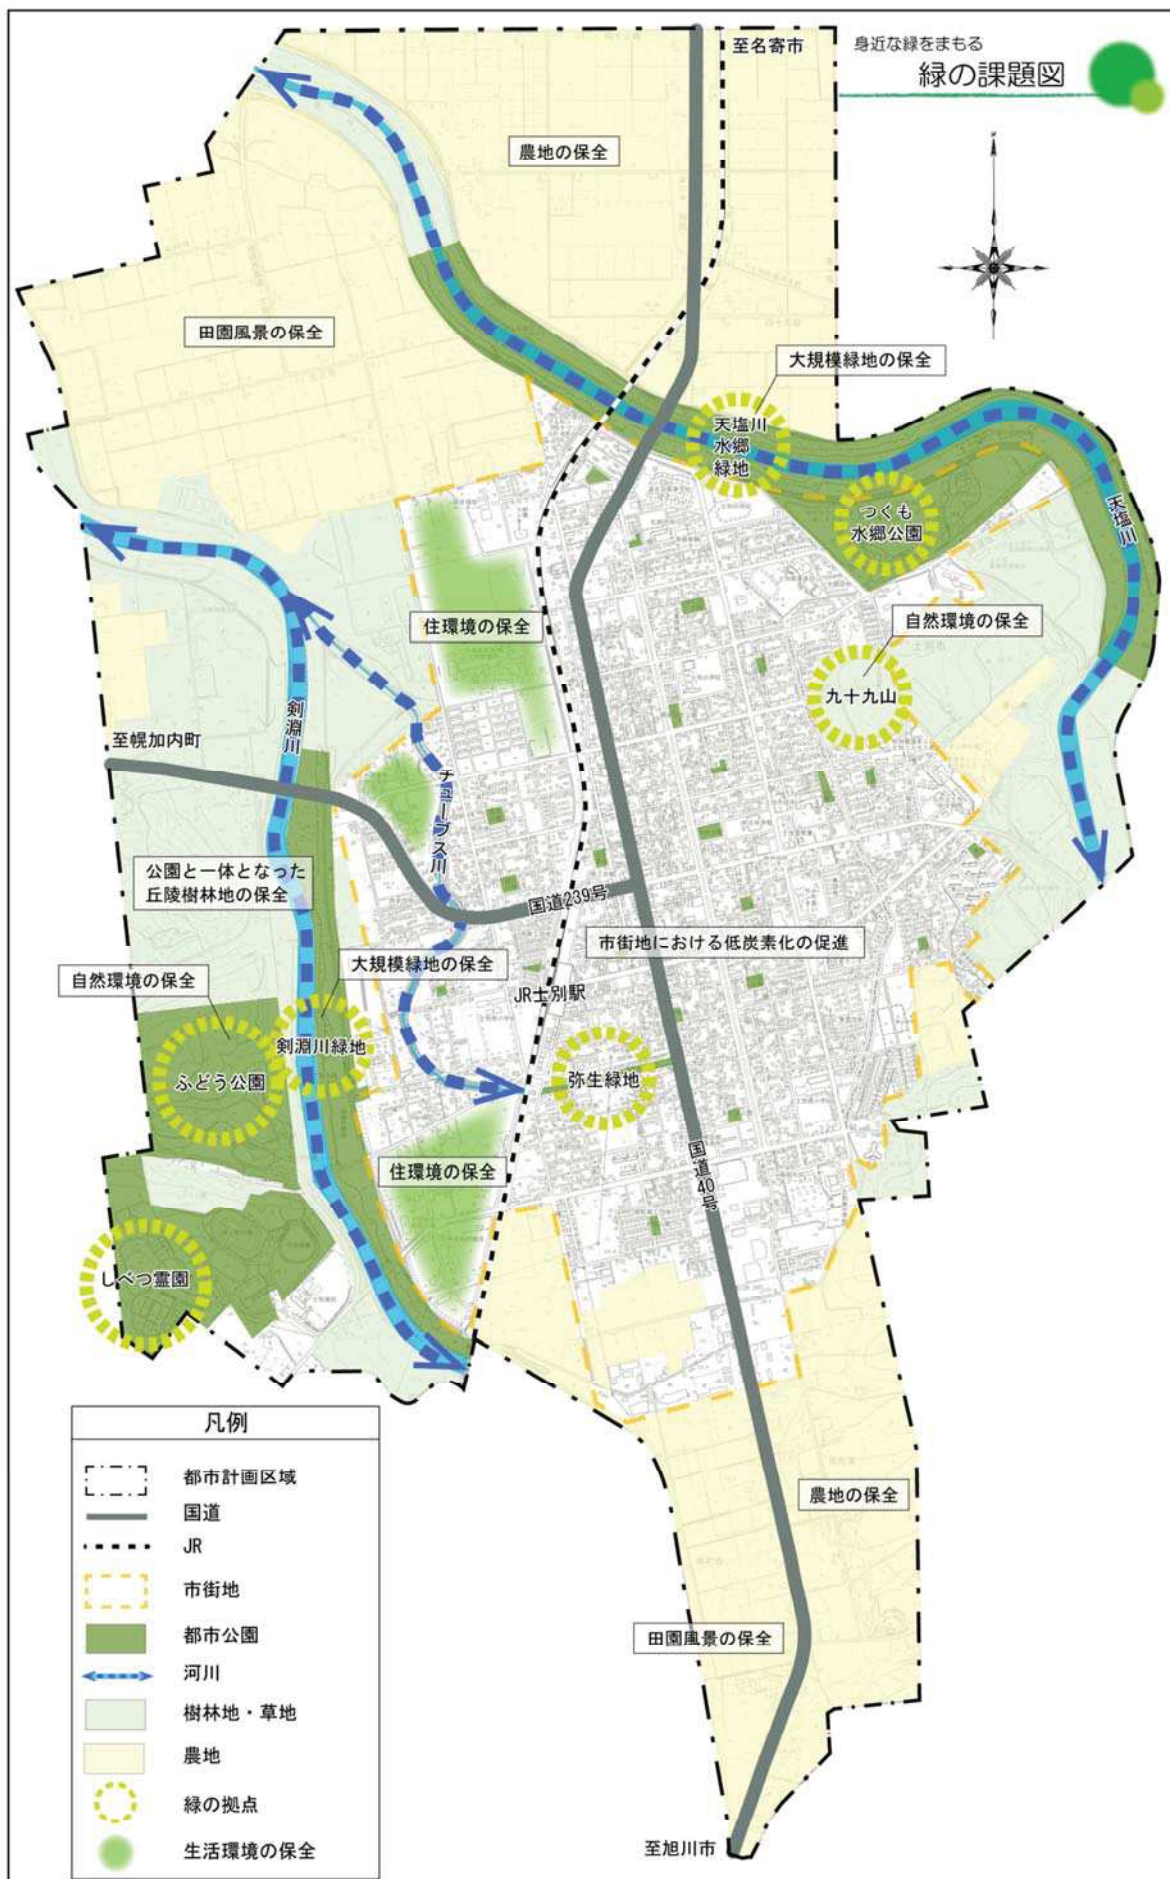 至名寄市
身近な緑をまもる
緑の課題図
農地の保全
田園風景の保全
大規模緑地の保全
天塩川
水郷
緑地
つくも
水郷公園
天塩川
住環境の保全
自然環境の保全
九十九山
剣淵川
至幌加内町
チューブス川
公園と一体となった
丘陵樹林地の保全
国道239号
市街地における低炭素化の促進
大規模緑地の保全
自然環境の保全
JR士別駅
剣淵川緑地
ふどう公園
弥生緑地
住環境の保全
国道40号
しべつ霊園
凡例
都市計画区域
国道
JR
市街地
都市公園
河川
樹林地・草地
農地
緑の拠点
生活環境の保全
農地の保全
田園風景の保全
至旭川市